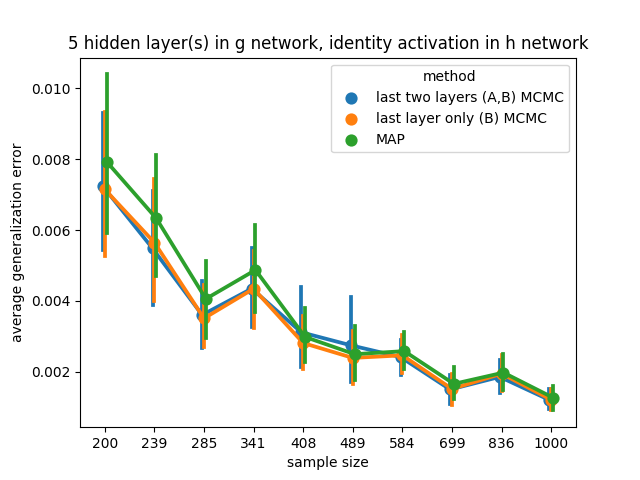 5 hidden layer(s) in g network, identity activation in h network
method
last two layers (A,B) MCMC
last layer only (B) MCMC
MAP
average generalization error
0.010
0.008
0.006
0.004
0.002
200 239 285 341 408 489 584 699 836 1000
sample size